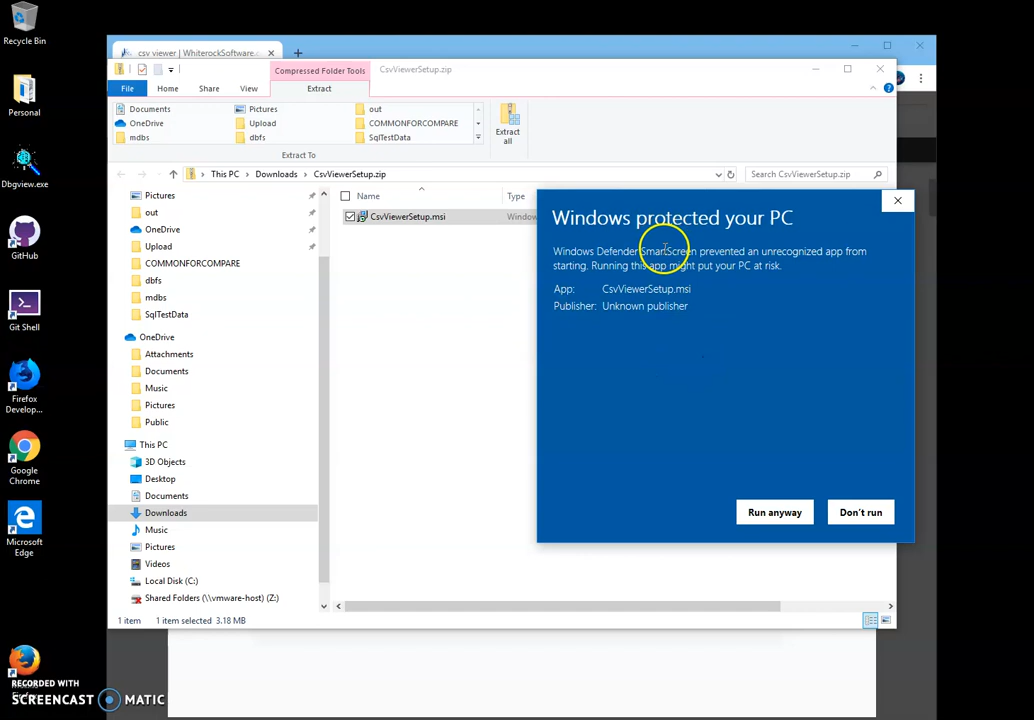 Recycle Bin
Personal
Dbgview.exe
GitHub
Git Shell
Firefox
Develop...
Google
Chrome
Microsoft
Edge
RECORDED WITH
SCREENCAST MATIC
csv viewer | WhiterockSoftware.
Compressed Folder Tools
CsvViewerSetup.zip
File
Home
Share
View
Extract
Documents
Pictures
out
OneDrive
Upload
COMMONFORCOMPARE
mdbs
dbfs
SqlTestData
Extract
all
Extract To
This PC > Downloads > CsvViewerSetup.zip
Search CsvViewerSetup.zip
Name
Type
CsvViewerSetup.msi
Window
Pictures
out
OneDrive
Upload
COMMONFORCOMPARE
dbfs
mdbs
SqlTestData
OneDrive
Attachments
Documents
Music
Pictures
Public
This PC
3D Objects
Desktop
Documents
Downloads
Music
Pictures
Videos
Local Disk (C:)
Shared Folders (\\vmware-host) (Z:)
1 item
1 item selected 3.18 MB
Windows protected your PC
Windows Defender SmartScreen prevented an unrecognized app from
starting. Running this app might put your PC at risk.
App: CsvViewerSetup.msi
Publisher: Unknown publisher
Run anyway
Don't run